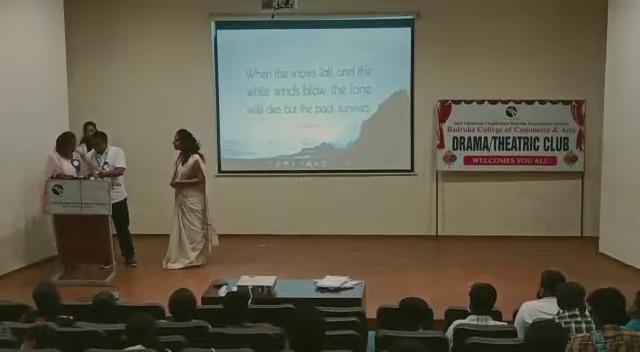 When the snows fall and the
white winds blow, the lone
wolf dies but the pack survives.
Badruka College of Commerce & Arts
DRAMA/THEATRIC CLUB
WELCOMES YOU ALL